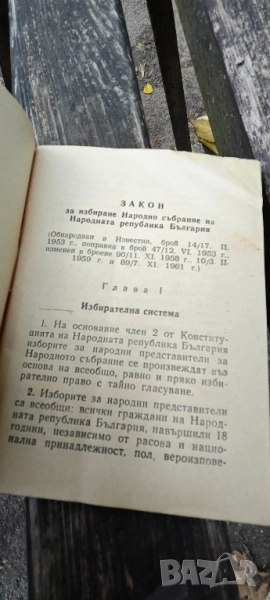 ЗАКОН
за избиране Народно събрание на
Народната република България
(Обнародван в Известия, брой 14/17. II.
1953 г., поправка в брой 47/12. VI. 1953 г.,
изменен в броеве 90/11. XI. 1958 г., 10/3. II-
1959 г. и 89/7. XI. 1961 г.)
Глава I
Избирателна система
1. На основание член 2 от Консти-
туцията на Народната република България
изборите за народни представители за
Народното събрание се произвеждат въз
основа на всеобщо, равно и пряко изби-
рателно право с тайно гласуване.
2. Изборите за народни представители
са всеобщи: всички граждани на Народ-
ната република България, навършили 18
години, независимо от расова и нацио-
нална принадлежност, пол, вероизпове-
bazar.bg